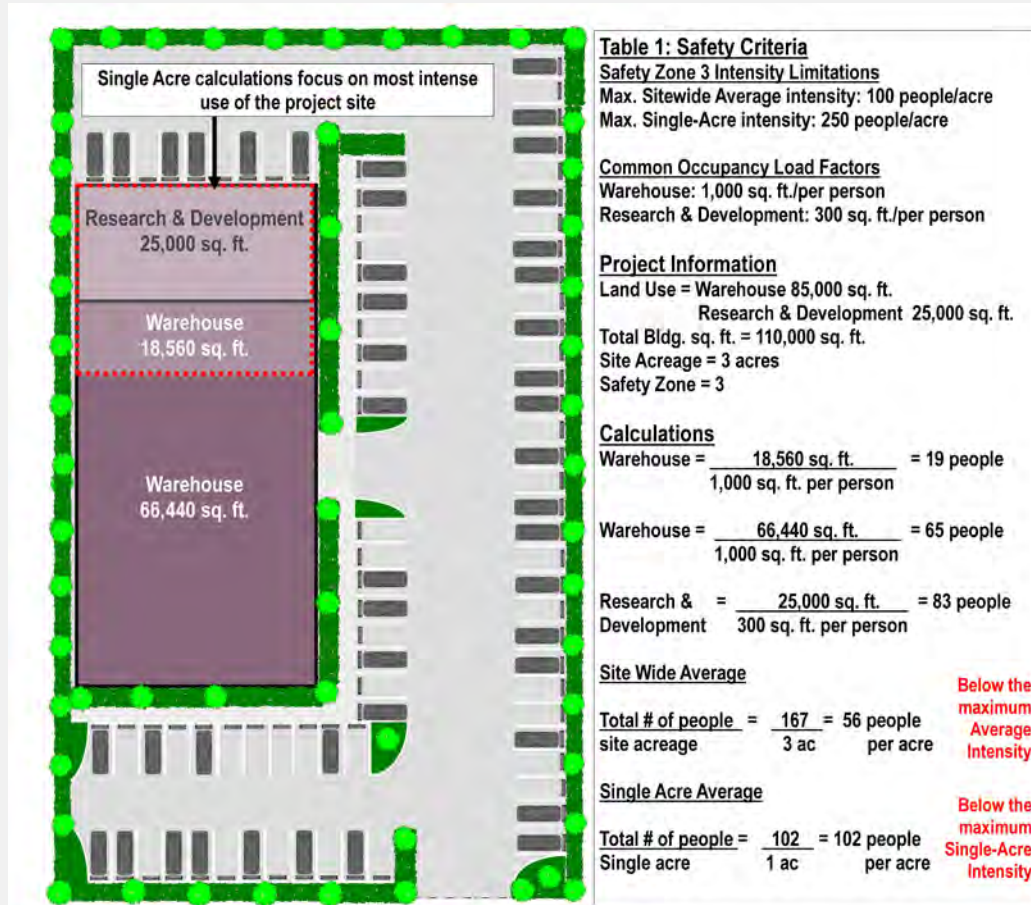 Single Acre calculations focus on most intense
use of the project site
Research & Development
25,000 sq. ft.
Warehouse
18,560 sq. ft.
Warehouse
66,440 sq. ft.
Table 1: Safety Criteria
Safety Zone 3 Intensity Limitations
Max. Sitewide Average intensity: 100 people/acre
Max. Single-Acre intensity: 250 people/acre
Common Occupancy Load Factors
Warehouse: 1,000 sq. ft./per person
Research & Development: 300 sq. ft./per person
Project Information
Land Use = Warehouse 85,000 sq. ft.
Research & Development 25,000 sq. ft.
Total Bldg. sq. ft. = 110,000 sq. ft.
Site Acreage = 3 acres
Safety Zone = 3
Calculations
Warehouse = 18,560 sq. ft. = 19 people
1,000 sq. ft. per person
Warehouse = 66,440 sq. ft. = 65 people
1,000 sq. ft. per person
Research & = 25,000 sq. ft. = 83 people
Development 300 sq. ft. per person
Site Wide Average
Total # of people = 167 = 56 people
site acreage 3 ac per acre
Below the
maximum
Average
Intensity
Single Acre Average
Total # of people = 102 = 102 people
Single acre 1 ac per acre
Below the
maximum
Single-Acre
Intensity